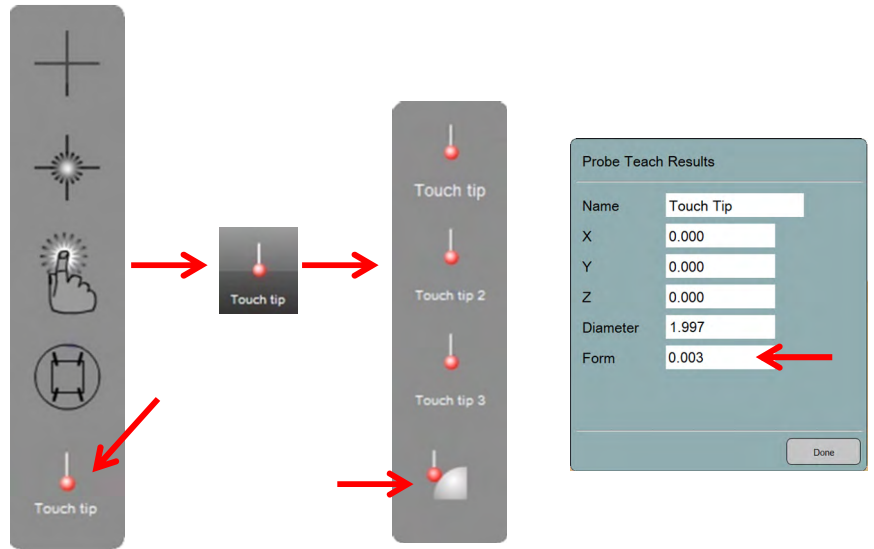 Touch tip
Touch tip
Touch tip
Touch tip 2
Touch tip 3
Probe Teach Results
Name Touch Tip
X 0.000
Y 0.000
Z 0.000
Diameter 1.997
Form 0.003
Done